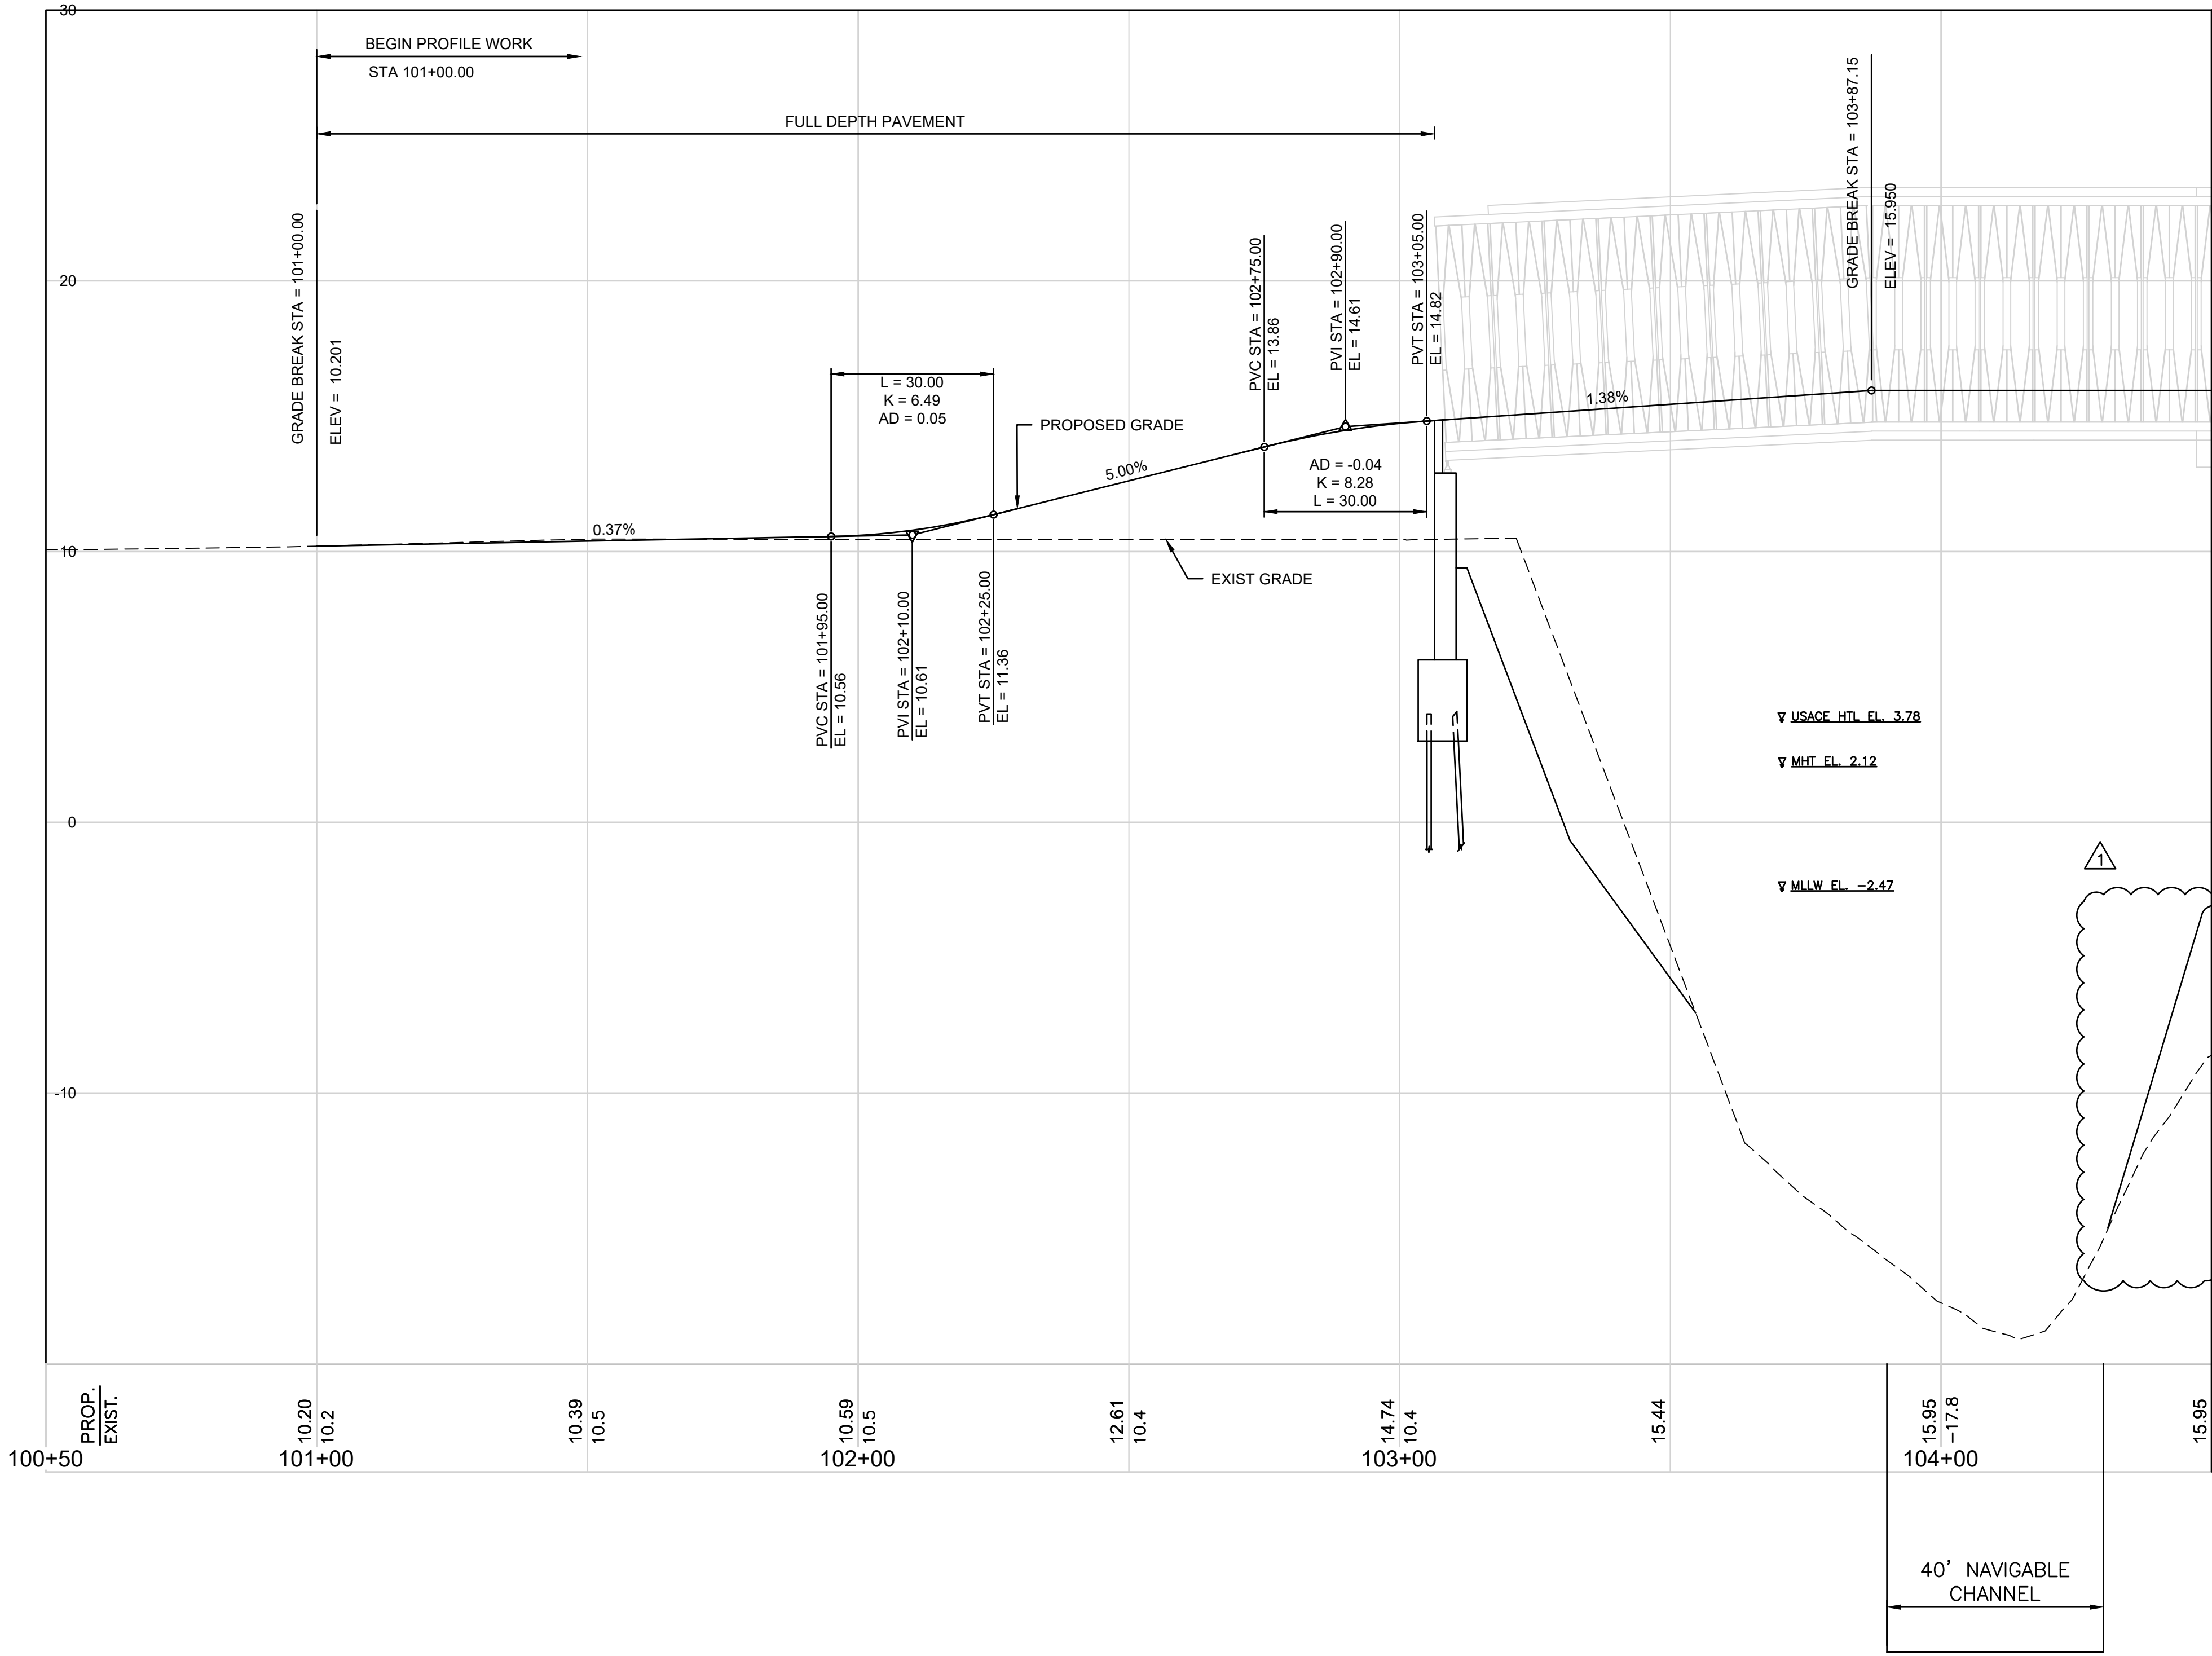 30
BEGIN PROFILE WORK
STA 101+00.00
FULL DEPTH PAVEMENT
GRADE BREAK STA = 103+87.15
ELEV = 15.950
20
GRADE BREAK STA = 101+00.00
ELEV = 10.201
PVC STA = 102+75.00
EL = 13.86
PVI STA = 102+90.00
EL = 14.61
PVT STA = 103+05.00
EL = 14.82
L = 30.00
K = 6.49
AD = 0.05
PROPOSED GRADE
1.38%
5.00%
AD = -0.04
K = 8.28
L = 30.00
0.37%
10
EXIST GRADE
PVC STA = 101+95.00
EL = 10.56
PVI STA = 102+10.00
EL = 10.61
PVT STA = 102+25.00
EL = 11.36
USACE HTL EL. 3.78
MHT EL. 2.12
0
1
MLLW EL. -2.47
-10
PROP.
EXIST.
10.20
10.2
10.39
10.5
10.59
10.5
12.61
10.4
14.74
10.4
15.44
15.95
-17.8
15.95
100+50 101+00 102+00 103+00 104+00
40' NAVIGABLE
CHANNEL